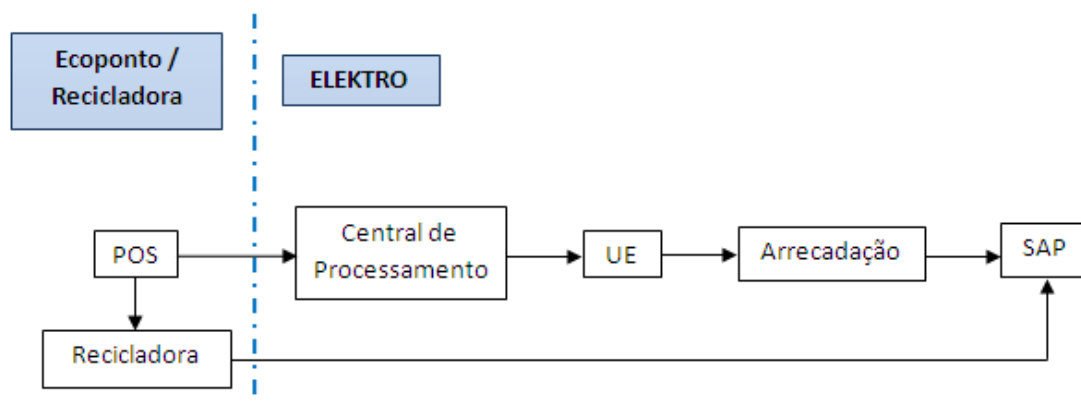 Ecoponto /
Recicladora
ELEKTRO
POS
Central de
Processamento
UE
Arrecadação
SAP
Recicladora